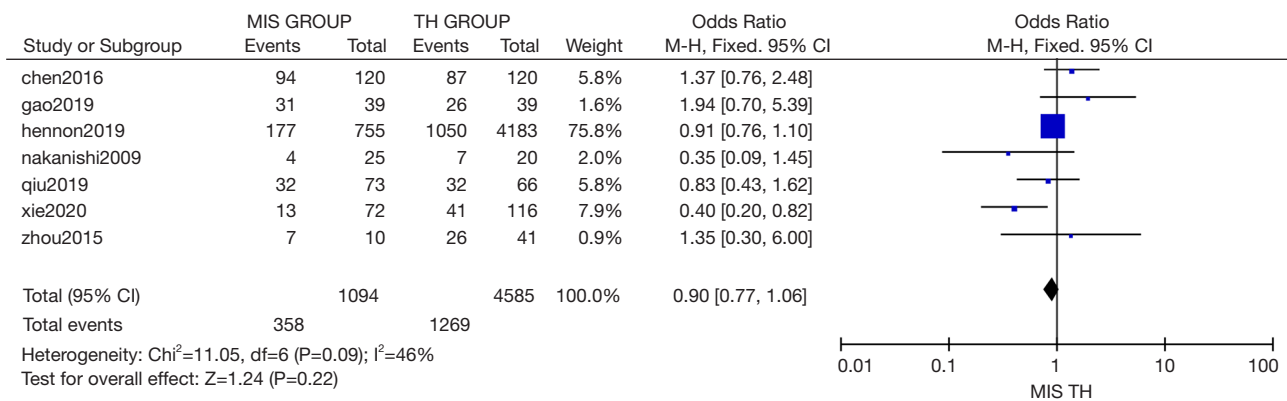 MIS GROUP TH GROUP Odds Ratio Odds Ratio
Study or Subgroup Events Total Events Total Weight M-H, Fixed. 95% CI M-H, Fixed. 95% CI
chen2016 94 120 87 120 5.8% 1.37 [0.76, 2.48]
gao2019 31 39 26 39 1.6% 1.94 [0.70, 5.39]
hennon2019 177 755 1050 4183 75.8% 0.91 [0.76, 1.10]
nakanishi2009 4 25 7 20 2.0% 0.35 [0.09, 1.45]
qiu2019 32 73 32 66 5.8% 0.83 [0.43, 1.62]
xie2020 13 72 41 116 7.9% 0.40 [0.20, 0.82]
zhou2015 7 10 26 41 0.9% 1.35 [0.30, 6.00]
Total (95% CI) 1094 4585 100.0% 0.90 [0.77, 1.06]
Total events 358 1269
Heterogeneity: Chi²=11.05, df=6 (P=0.09); I²=46%
Test for overall effect: Z=1.24 (P=0.22)
0.01 0.1 1 10 100
MIS TH